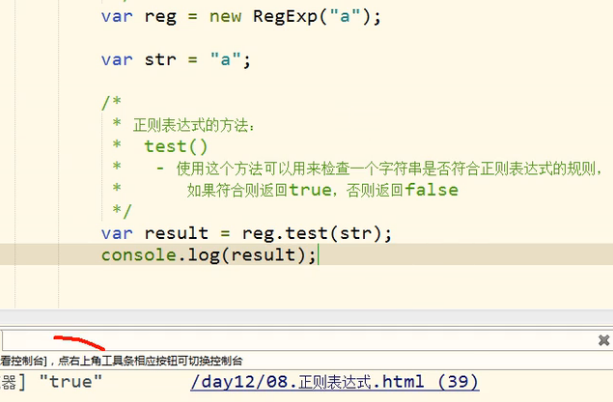 var reg = new RegExp("a");
var str = "a";
/*
* 正则表达式的方法：
* test()
* - 使用这个方法可以用来检查一个字符串是否符合正则表达式的规则，
* 如果符合则返回true，否则返回false
*/
var result = reg.test(str);
console.log(result);
看控制台]，点右上角工具条相应按钮可切换控制台
器] "true" /day12/08.正则表达式.html (39)